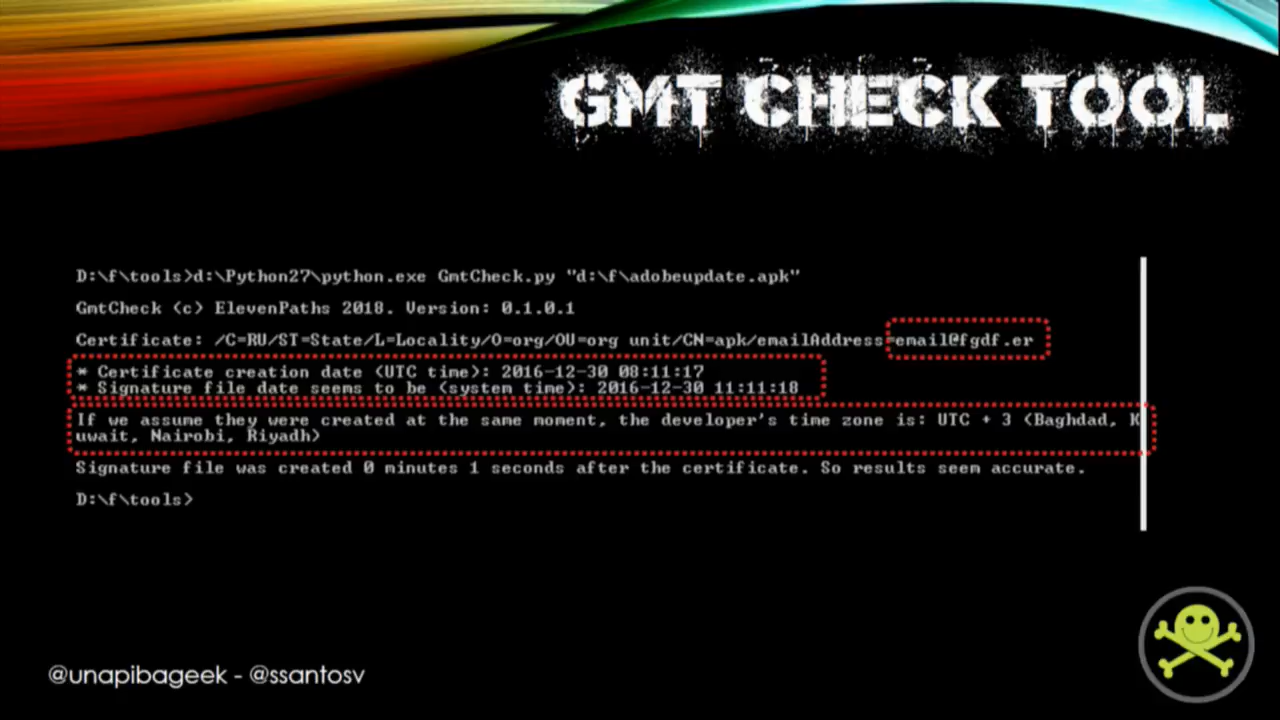 GMT CHECK TOOL
D:\f\tools>d:\Python27\python.exe GmtCheck.py "d:\f\adobeupdate.apk"
GmtCheck (c) ElevenPaths 2018. Version: 0.1.0.1
Certificate: /C=RU/ST=State/L=Locality/O=org/OU=org unit/CN=apk/emailAddress=email@fgdf.er
* Certificate creation date (UTC time): 2016-12-30 08:11:17
* Signature file date seems to be (system time): 2016-12-30 11:11:18
If we assume they were created at the same moment, the developer's time zone is: UTC + 3 (Baghdad, K
uwait, Nairobi, Riyadh)
Signature file was created 0 minutes 1 seconds after the certificate. So results seem accurate.
D:\f\tools>
@unapibageek - @ssantosv